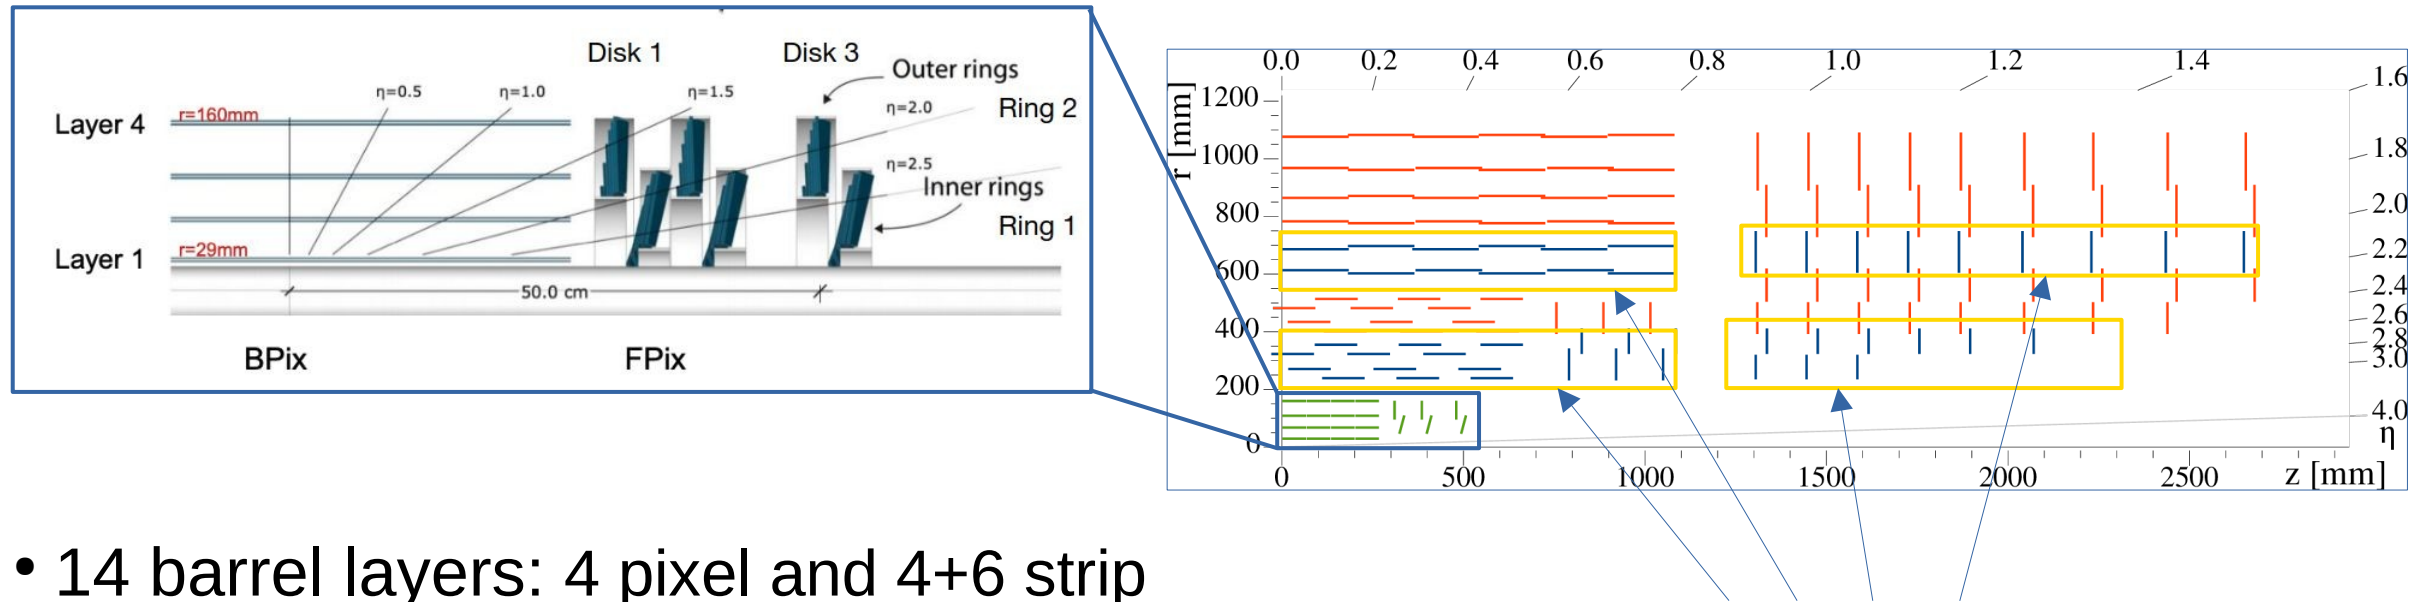 Disk 1 Disk 3
Outer rings
η=0.5 η=1.0 η=1.5 η=2.0 Ring 2
Layer 4 r=160mm
η=2.5
Inner rings
Ring 1
Layer 1 r=29mm
50.0 cm
BPix FPix
0.0 0.2 0.4 0.6 0.8 1.0 1.2 1.4 1.6
r [mm]
1200
1000 1.8
800 2.0
2.2
600 2.4
2.6
400 2.8
3.0
200
4.0
0 η
0 500 1000 1500 2000 2500 z [mm]
• 14 barrel layers: 4 pixel and 4+6 strip